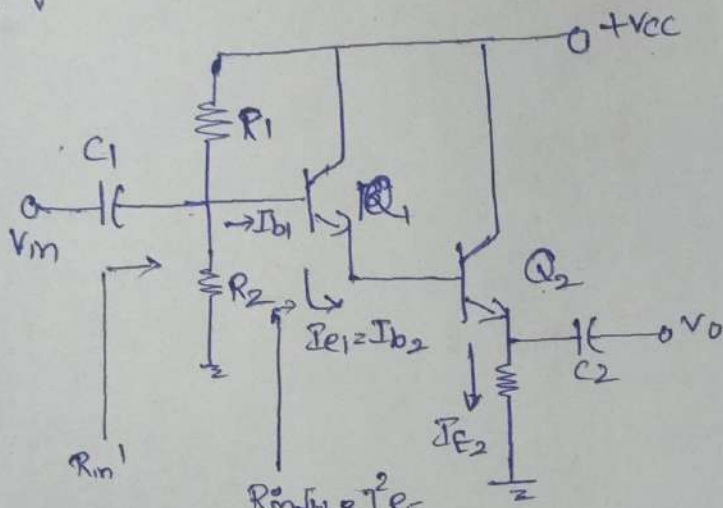 +VCC
R1
C1
Q1
Vin
→Ib1
R2
Q2
Ie1=Ib2
Vo
C2
IE2
Rin'